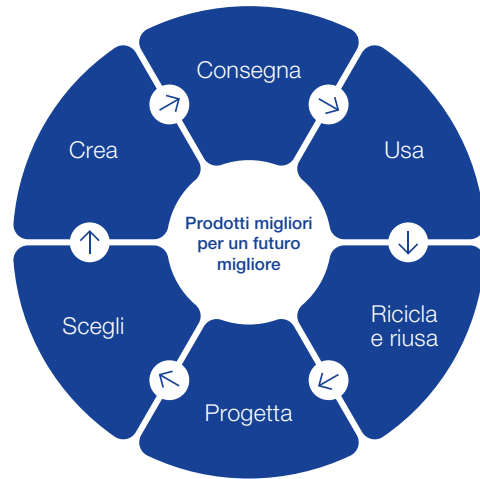 Consegna
Usa
Ricicla
e riusa
Progetta
Scegli
Crea
Prodotti migliori
per un futuro
migliore